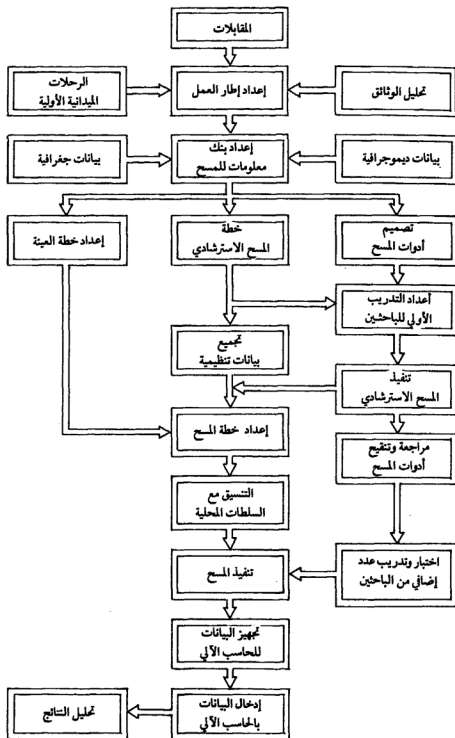 المقابلات
تحليل الوثائق
إعداد إطار العمل
الرحلات
الميدانية الأولية
بيانات ديموجرافية
إعداد بنك
معلومات للمسح
بيانات جغرافية
تصميم
أدوات المسح
خطة
المسح الاسترشادي
إعداد خطة العينة
أعداد التدريب
الأولي للباحثين
تجميع
بيانات تنظيمية
تنفيذ
المسح الاسترشادي
إعداد خطة المسح
مراجعة وتنقيح
أدوات المسح
التنسيق مع
السلطات المحلية
اختبار وتدريب عدد
إضافي من الباحثين
تنفيذ المسح
تجهيز البيانات
للحاسب الآلي
إدخال البيانات
بالحاسب الآلي
تحليل النتائج